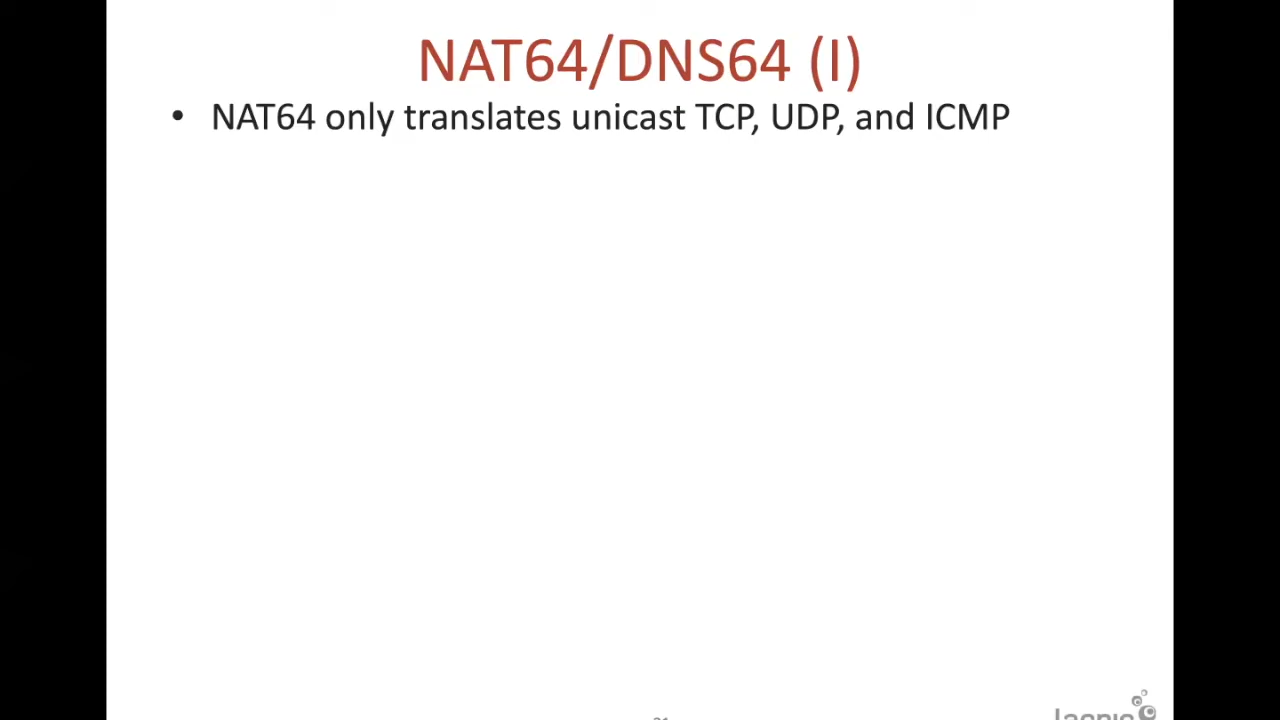 NAT64/DNS64 (I)
• NAT64 only translates unicast TCP, UDP, and ICMP